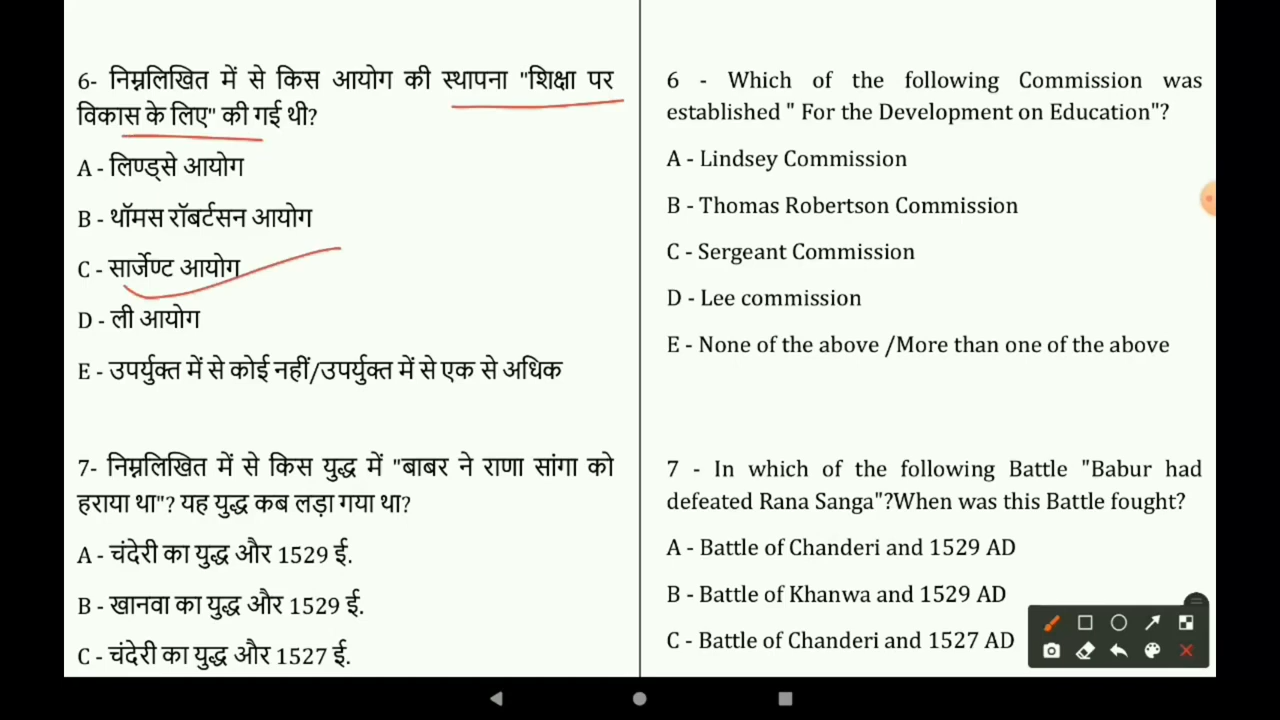 6- निम्नलिखित में से किस आयोग की स्थापना "शिक्षा पर
विकास के लिए" की गई थी?
A - लिण्ड्से आयोग
B - थॉमस रॉबर्टसन आयोग
C - सार्जेण्ट आयोग
D - ली आयोग
E - उपर्युक्त में से कोई नहीं/उपर्युक्त में से एक से अधिक
7- निम्नलिखित में से किस युद्ध में "बाबर ने राणा सांगा को
हराया था"? यह युद्ध कब लड़ा गया था?
A - चंदेरी का युद्ध और 1529 ई.
B - खानवा का युद्ध और 1529 ई.
C - चंदेरी का युद्ध और 1527 ई.
6 - Which of the following Commission was
established " For the Development on Education"?
A - Lindsey Commission
B - Thomas Robertson Commission
C - Sergeant Commission
D - Lee commission
E - None of the above /More than one of the above
7 - In which of the following Battle "Babur had
defeated Rana Sanga"?When was this Battle fought?
A - Battle of Chanderi and 1529 AD
B - Battle of Khanwa and 1529 AD
C - Battle of Chanderi and 1527 AD